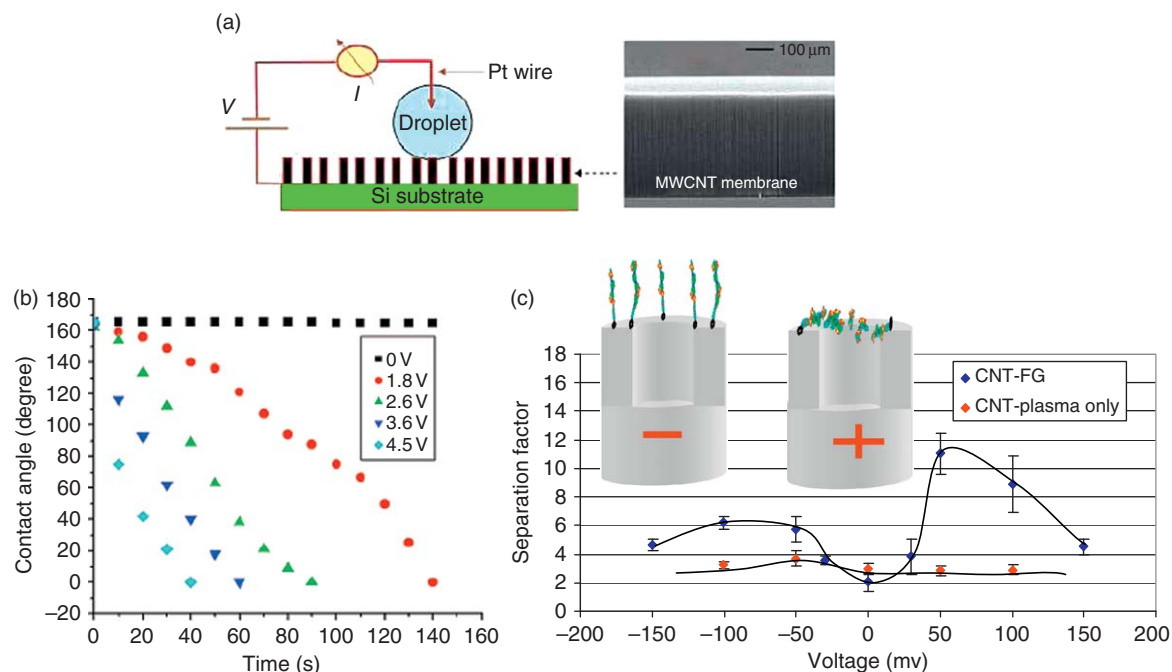 (a)
100 μm
Pt wire
I
V
Droplet
MWCNT membrane
Si substrate
(b)
180
160
140
120
100
80
60
40
20
0
−20
Contact angle (degree)
0 V
1.8 V
2.6 V
3.6 V
4.5 V
0 20 40 60 80 100 120 140 160
Time (s)
(c)
18
16
14
12
10
8
6
4
2
0
Separation factor
CNT-FG
CNT-plasma only
−
+
−200 −150 −100 −50 0 50 100 150 200
Voltage (mv)